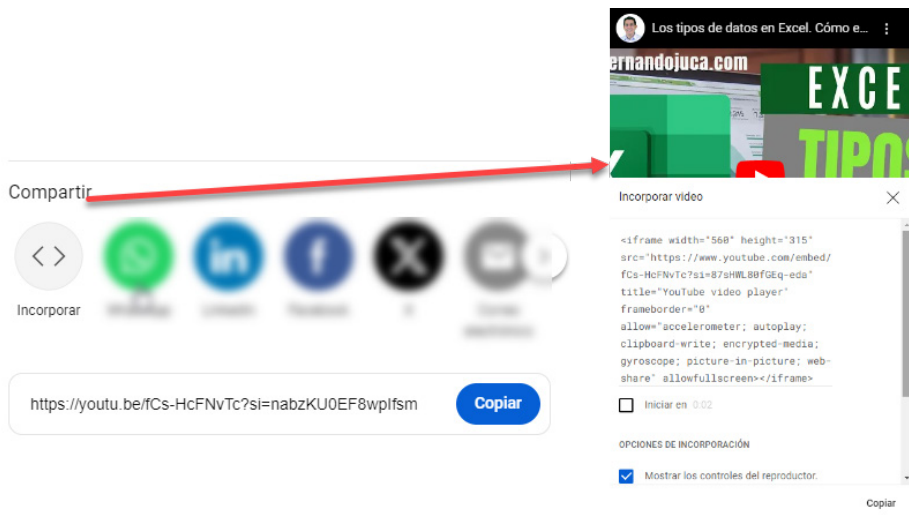 Compartir
Incorporar
https://youtu.be/fCs-HcFNvTc?si=nabzKU0EF8wpIfsm
Copiar
Los tipos de datos en Excel. Cómo e...
ernandojuca.com
EXCE
TIPOS
Incorporar video
<iframe width="560" height="315"
src="https://www.youtube.com/embed/
fCs-HcFNvTc?si=87sHWL80fGEq-eda"
title="YouTube video player"
frameborder="0"
allow="accelerometer; autoplay;
clipboard-write; encrypted-media;
gyroscope; picture-in-picture; web-
share" allowfullscreen></iframe>
Iniciar en 0:02
OPCIONES DE INCORPORACIÓN
Mostrar los controles del reproductor.
Copiar